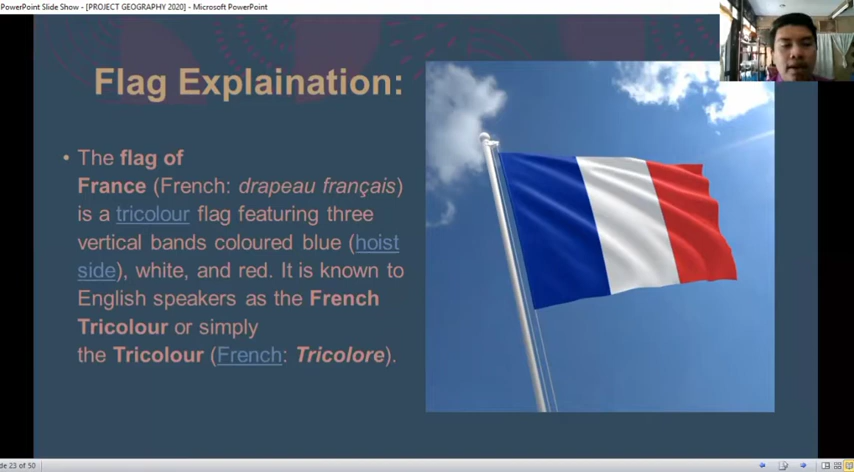 PowerPoint Slide Show - [PROJECT GEOGRAPHY 2020] - Microsoft PowerPoint
Flag Explaination:
• The flag of
France (French: drapeau français)
is a tricolour flag featuring three
vertical bands coloured blue (hoist
side), white, and red. It is known to
English speakers as the French
Tricolour or simply
the Tricolour (French: Tricolore).
de 23 of 50